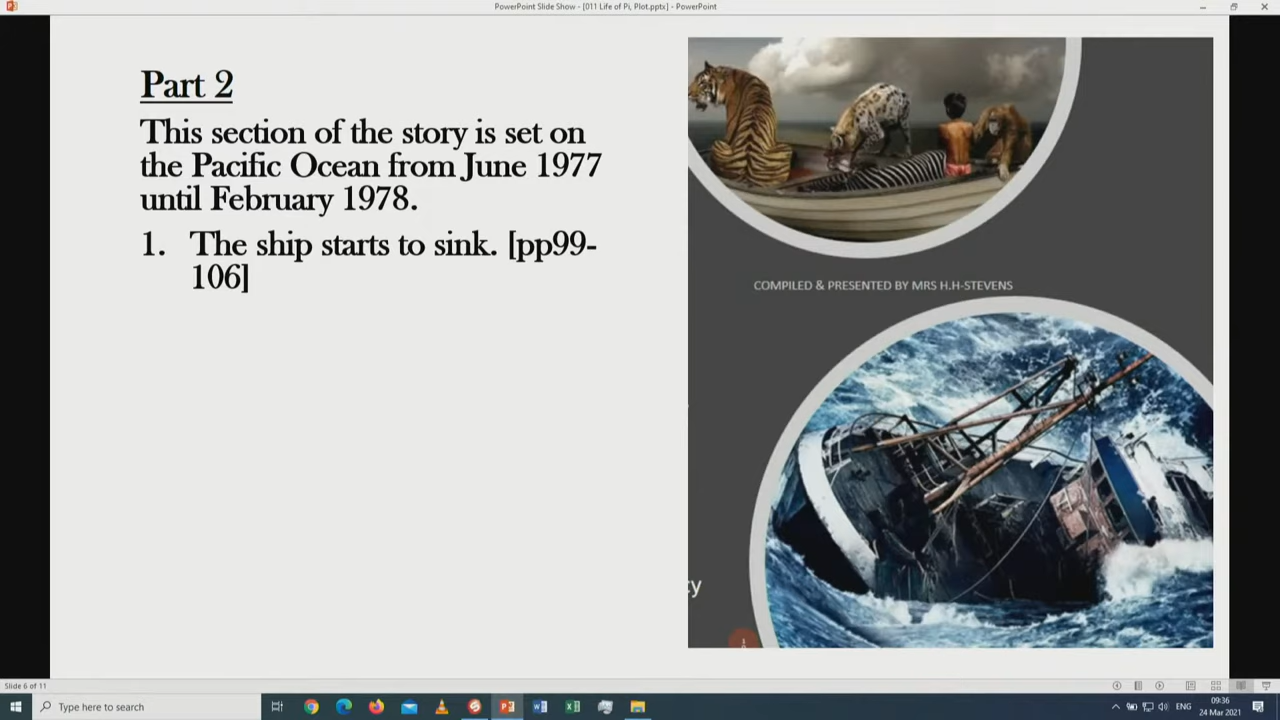 PowerPoint Slide Show - [011 Life of Pi, Plot.pptx] - PowerPoint
Part 2
This section of the story is set on
the Pacific Ocean from June 1977
until February 1978.
1. The ship starts to sink. [pp99-
106]
COMPILED & PRESENTED BY MRS H.H-STEVENS
Slide 6 of 11
Type here to search
ENG
09:36
24 Mar 2021